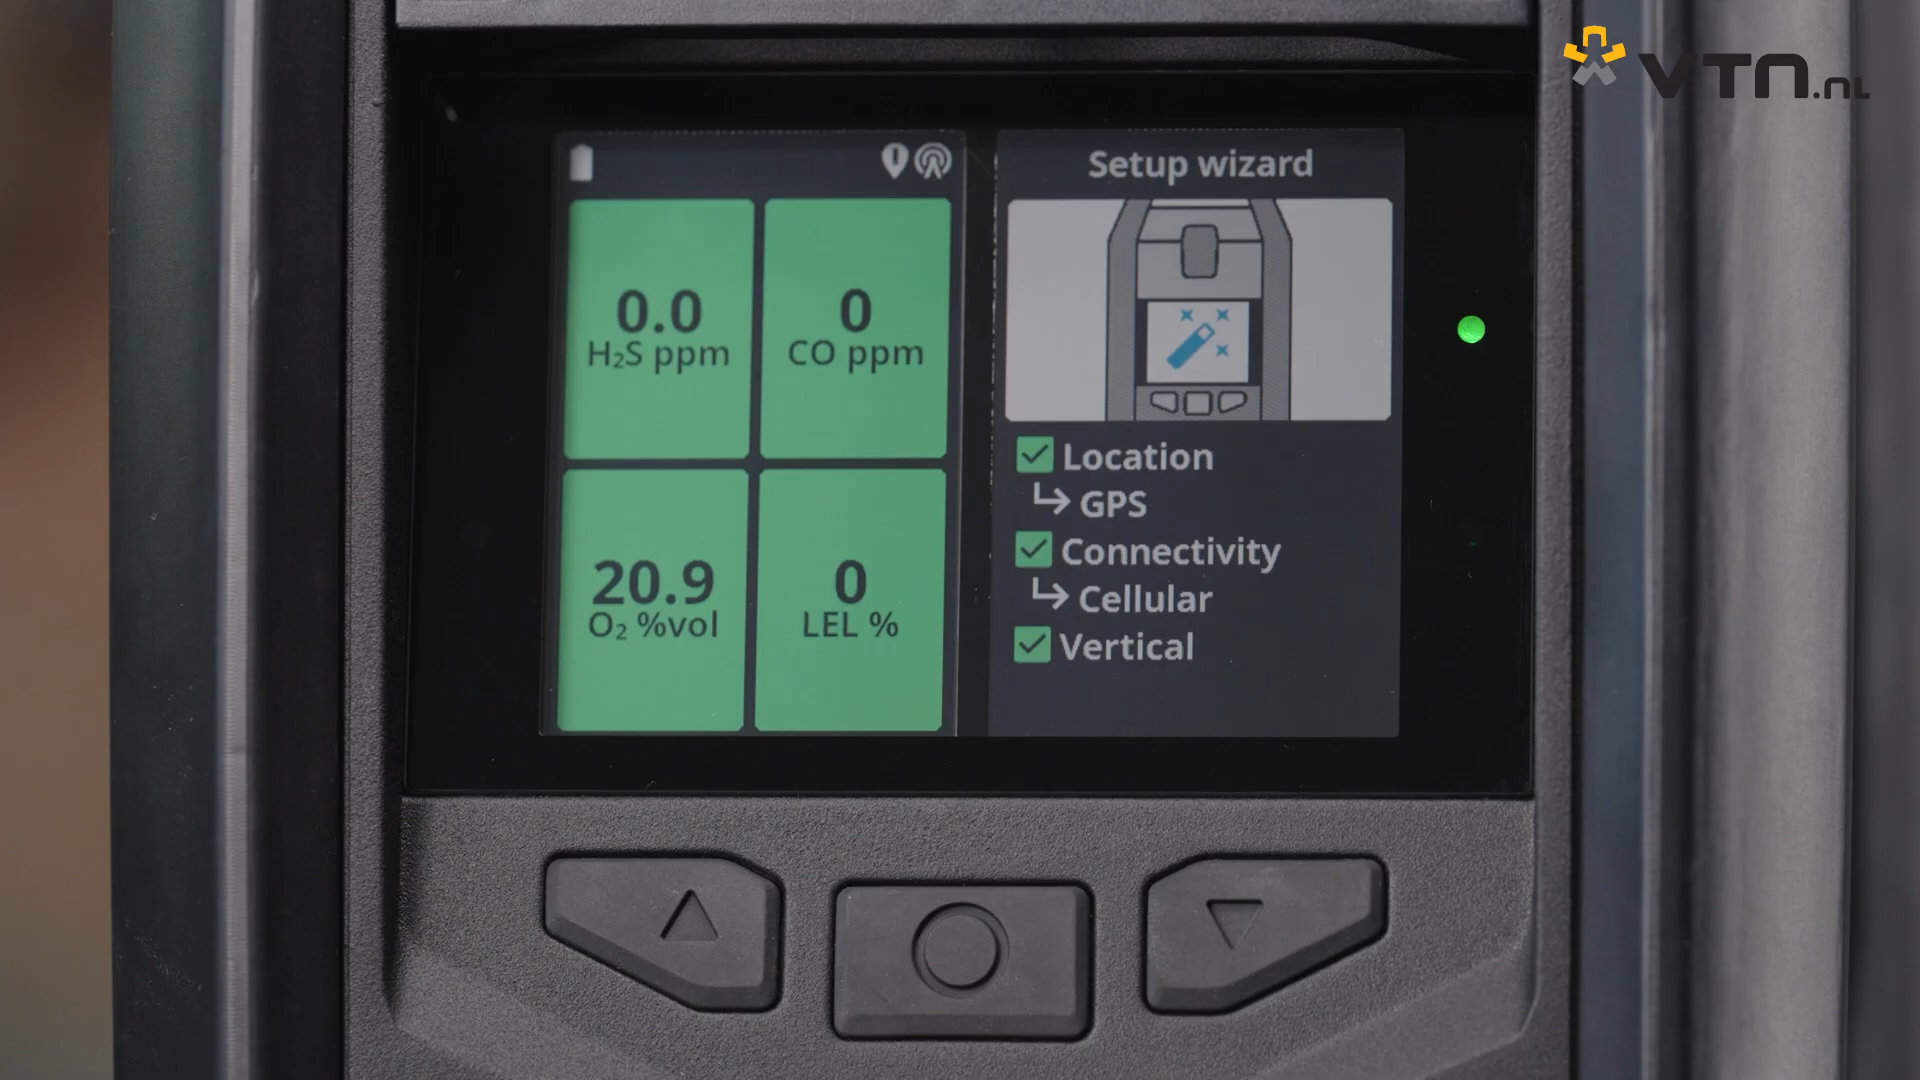 VTN.nL
Setup wizard
0.0
H₂S ppm
0
CO ppm
20.9
O₂ %vol
0
LEL %
Location
GPS
Connectivity
Cellular
Vertical